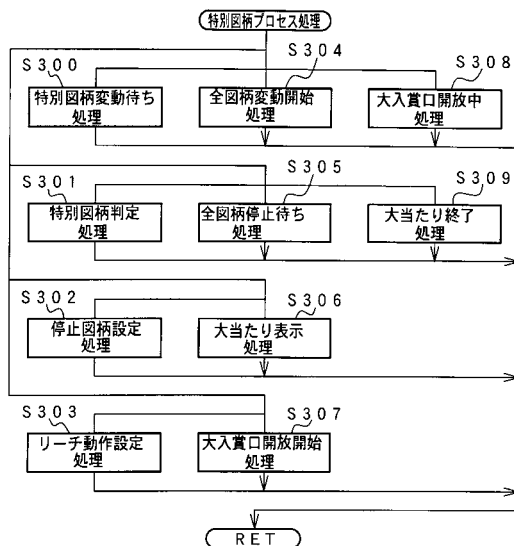 特別図柄プロセス処理
S300
特別図柄変動待ち
処理
S304
全図柄変動開始
処理
S308
大入賞口開放中
処理
S301
特別図柄判定
処理
S305
全図柄停止待ち
処理
S309
大当たり終了
処理
S302
停止図柄設定
処理
S306
大当たり表示
処理
S303
リーチ動作設定
処理
S307
大入賞口開放開始
処理
RET